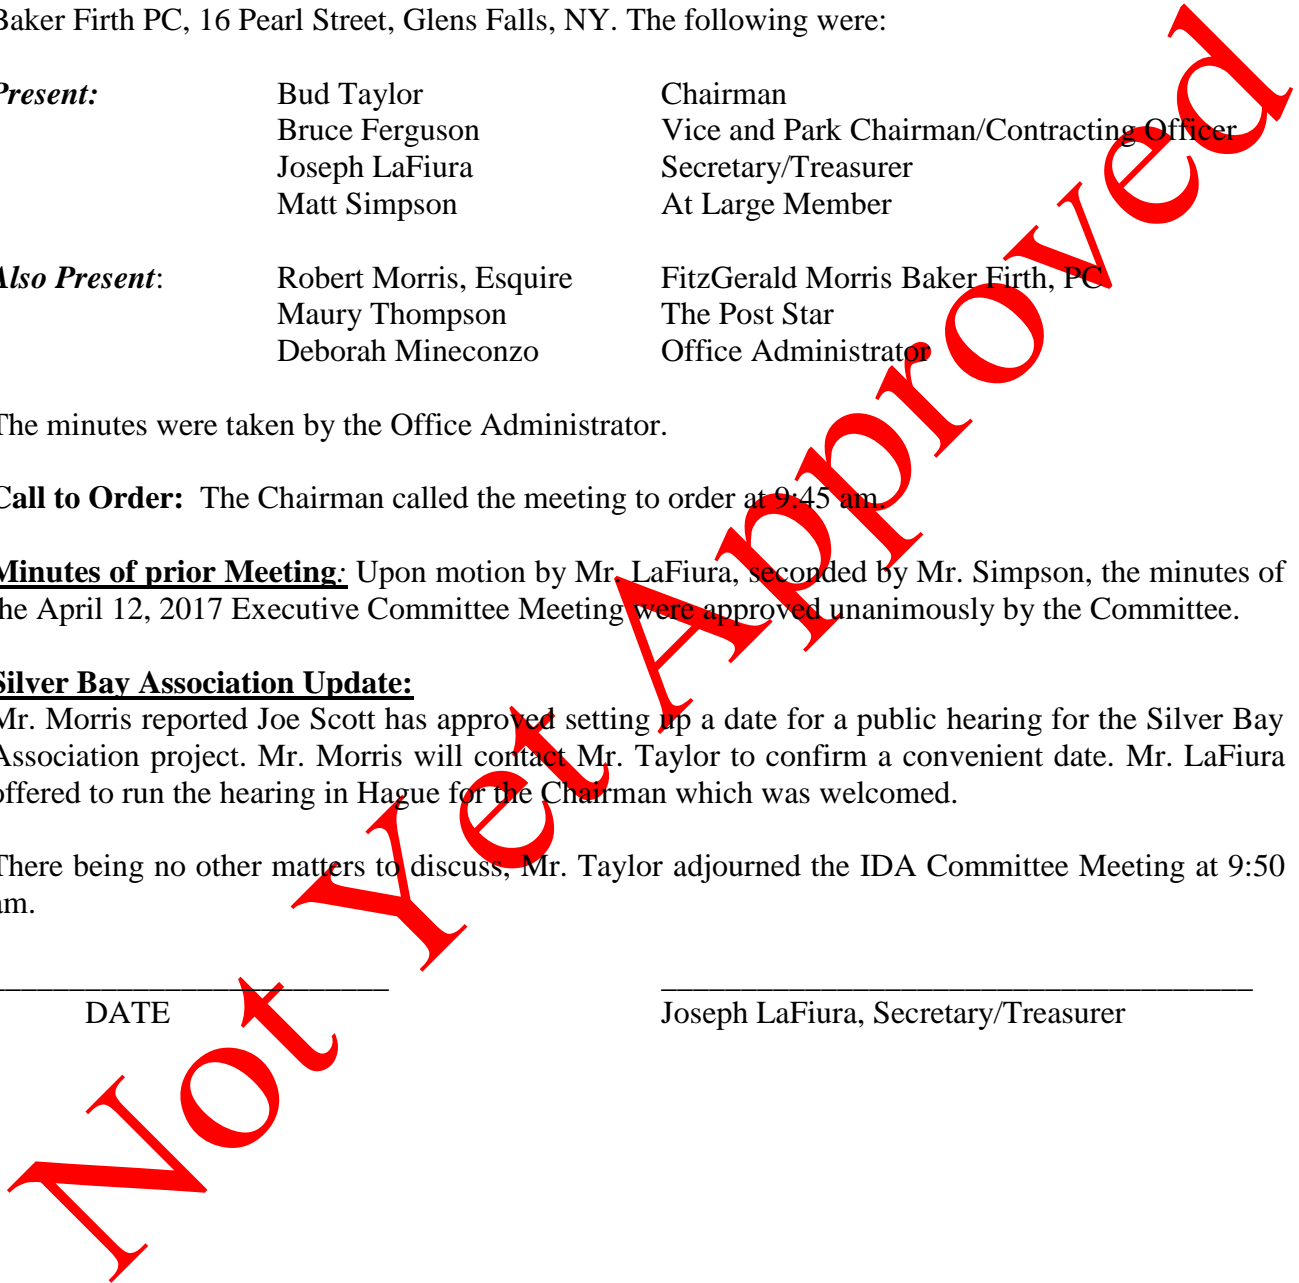 Baker Firth PC, 16 Pearl Street, Glens Falls, NY. The following were:
Present: Bud Taylor Chairman
Bruce Ferguson Vice and Park Chairman/Contracting Officer
Joseph LaFiura Secretary/Treasurer
Matt Simpson At Large Member
Also Present: Robert Morris, Esquire FitzGerald Morris Baker Firth, PC
Maury Thompson The Post Star
Deborah Mineconzo Office Administrator
The minutes were taken by the Office Administrator.
Call to Order: The Chairman called the meeting to order at 9:45 am.
Minutes of prior Meeting: Upon motion by Mr. LaFiura, seconded by Mr. Simpson, the minutes of
the April 12, 2017 Executive Committee Meeting were approved unanimously by the Committee.
Silver Bay Association Update:
Mr. Morris reported Joe Scott has approved setting up a date for a public hearing for the Silver Bay
Association project. Mr. Morris will contact Mr. Taylor to confirm a convenient date. Mr. LaFiura
offered to run the hearing in Hague for the Chairman which was welcomed.
There being no other matters to discuss, Mr. Taylor adjourned the IDA Committee Meeting at 9:50
am.
DATE Joseph LaFiura, Secretary/Treasurer
Not Yet Approved